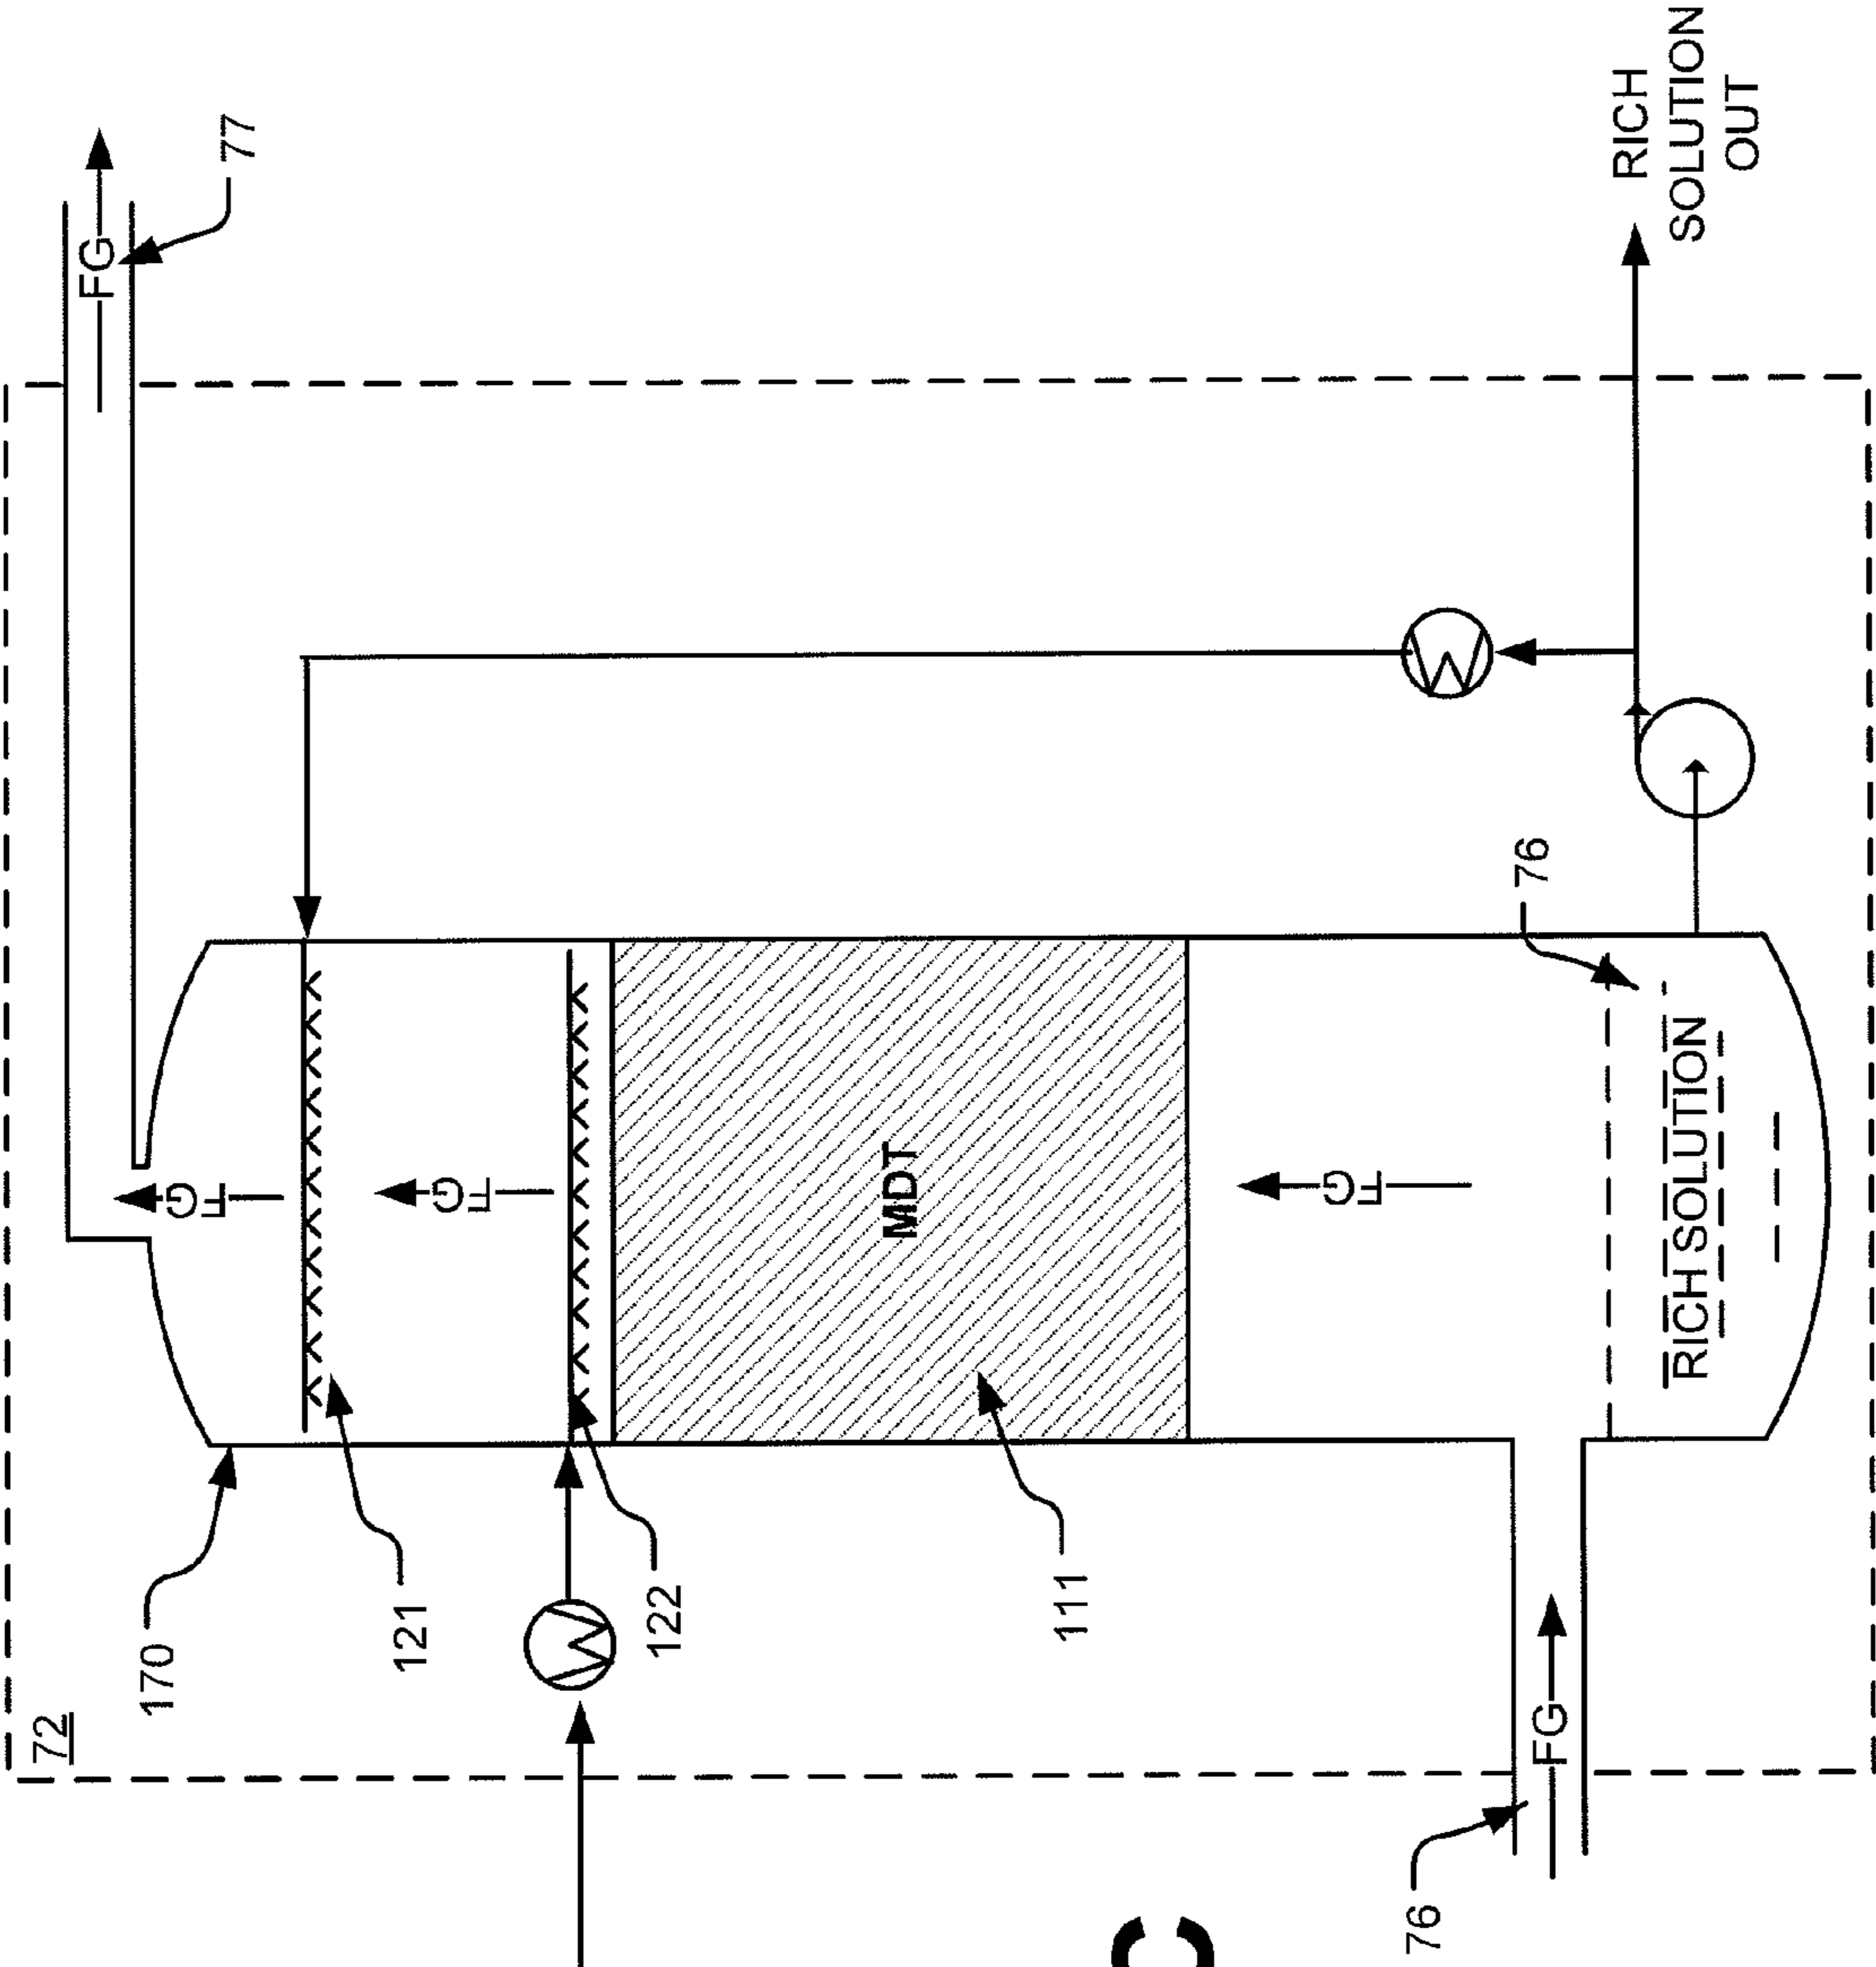 72
FG
77
170
FG
121
FG
122
MDT
111
FG
76
FG
76
RICH SOLUTION
RICH
SOLUTION
OUT
C